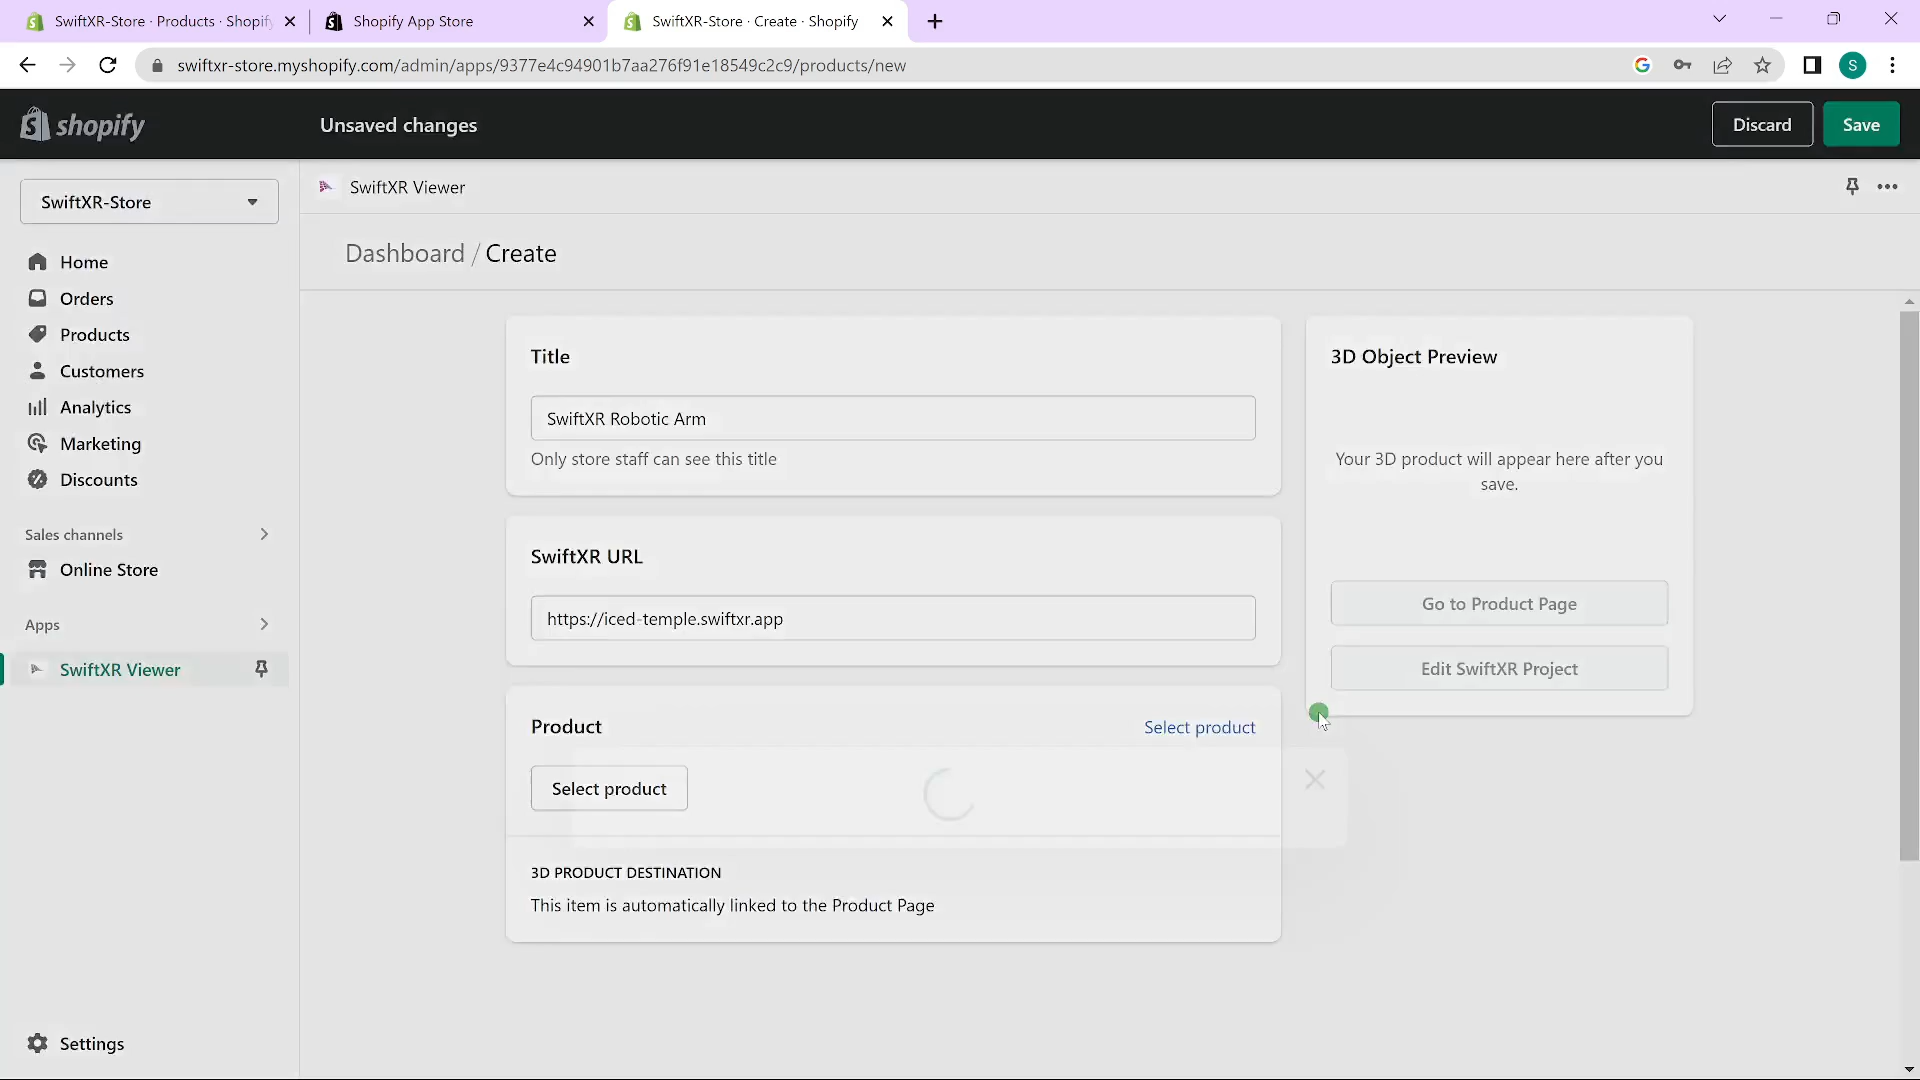 SwiftXR-Store · Products · Shopify
Shopify App Store
SwiftXR-Store · Create · Shopify
swiftxr-store.myshopify.com/admin/apps/9377e4c94901b7aa276f91e18549c2c9/products/new
S
shopify
Unsaved changes
Discard
Save
SwiftXR-Store
SwiftXR Viewer
Dashboard / Create
Home
Orders
Products
Customers
Analytics
Marketing
Discounts
Sales channels
Online Store
Apps
SwiftXR Viewer
Settings
Title
SwiftXR Robotic Arm
Only store staff can see this title
SwiftXR URL
https://iced-temple.swiftxr.app
Product
Select product
Select product
3D PRODUCT DESTINATION
This item is automatically linked to the Product Page
3D Object Preview
Your 3D product will appear here after you
save.
Go to Product Page
Edit SwiftXR Project